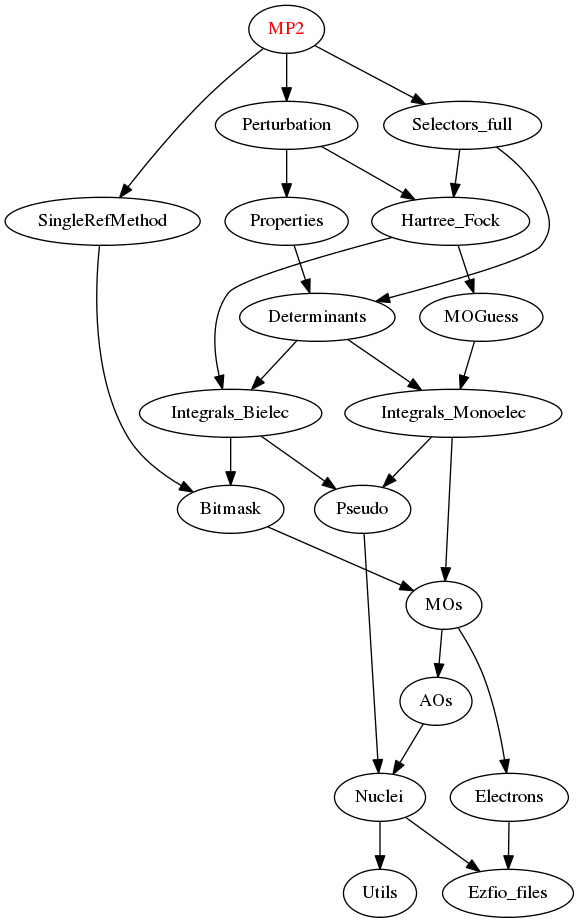 MP2
Perturbation
Selectors_full
SingleRefMethod
Properties
Hartree_Fock
Determinants
MOGuess
Integrals_Bielec
Integrals_Monoelec
Bitmask
Pseudo
MOs
AOs
Nuclei
Electrons
Utils
Ezfio_files